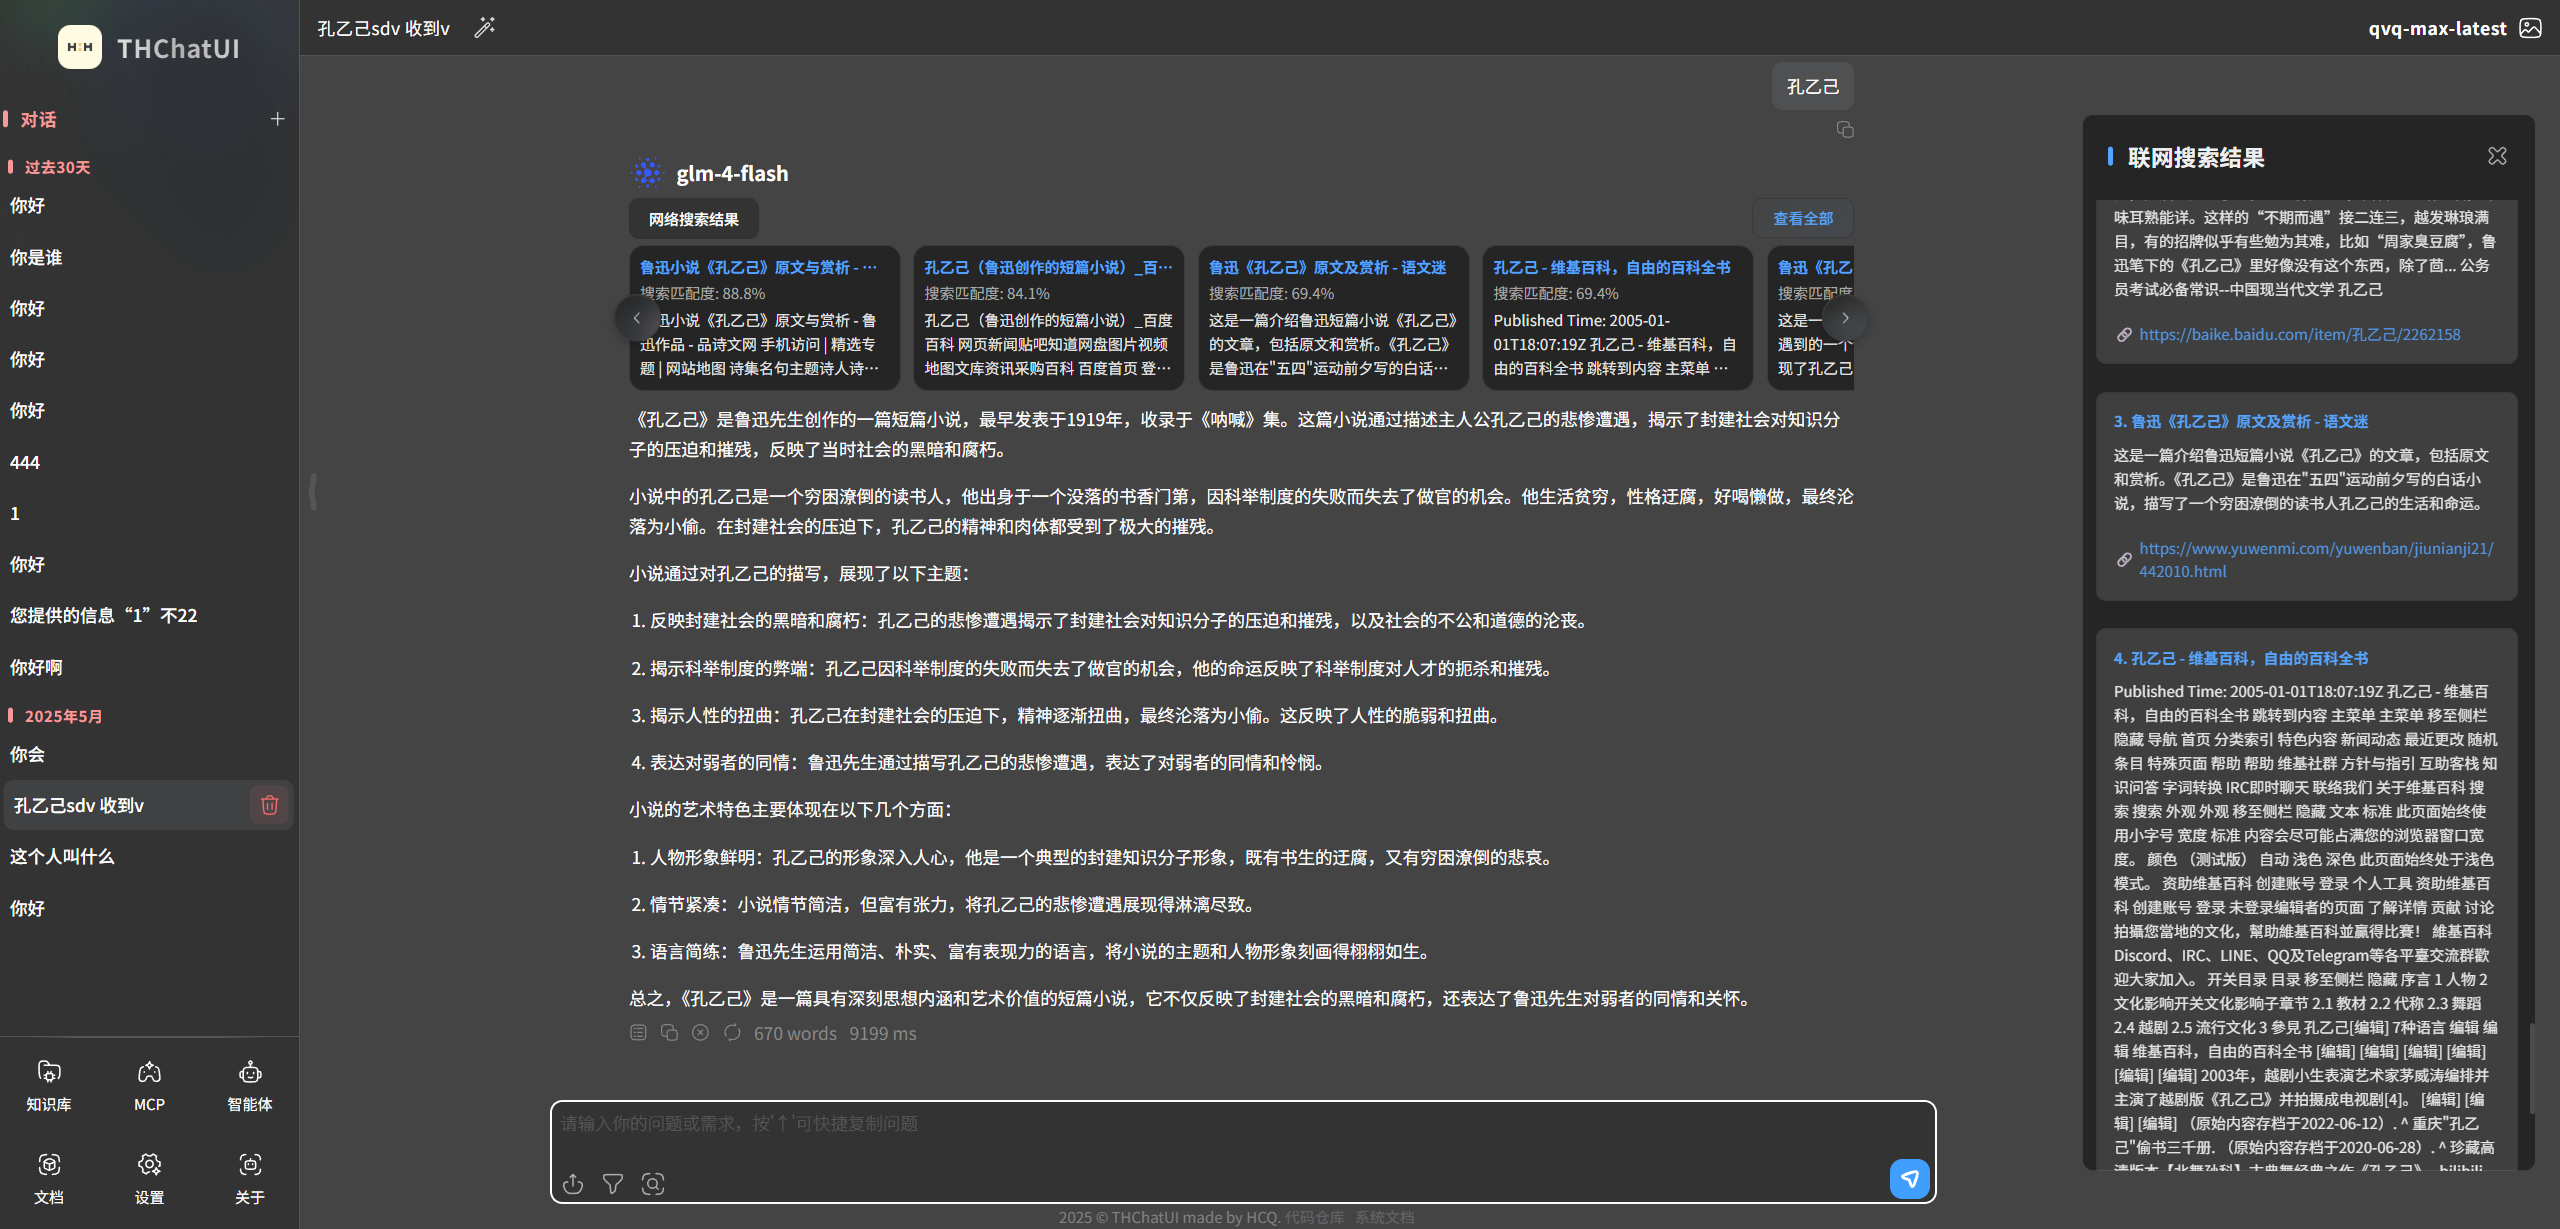 H=H THChatUI
对话
过去30天
你好
你是谁
你好
你好
你好
444
1
你好
您提供的信息“1”不22
你好啊
2025年5月
你会
孔乙己sdv 收到v
这个人叫什么
你好
知识库 MCP 智能体
文档 设置 关于
孔乙己sdv 收到v
qvq-max-latest
孔乙己
glm-4-flash
网络搜索结果
查看全部
鲁迅小说《孔乙己》原文与赏析 - ···
搜索匹配度: 88.8%
迅小说《孔乙己》原文与赏析 - 鲁
迅作品 - 品诗文网 手机访问 | 精选专
题 | 网站地图 诗集名句主题诗人诗···
孔乙己（鲁迅创作的短篇小说）_百···
搜索匹配度: 84.1%
孔乙己（鲁迅创作的短篇小说）_百度
百科 网页新闻贴吧知道网盘图片视频
地图文库资讯采购百科 百度首页 登···
鲁迅《孔乙己》原文及赏析 - 语文迷
搜索匹配度: 69.4%
这是一篇介绍鲁迅短篇小说《孔乙己》
的文章，包括原文和赏析。《孔乙己》
是鲁迅在"五四"运动前夕写的白话···
孔乙己 - 维基百科，自由的百科全书
搜索匹配度: 69.4%
Published Time: 2005-01-
01T18:07:19Z 孔乙己 - 维基百科，自
由的百科全书 跳转到内容 主菜单 ···
鲁迅《孔乙
搜索匹配度
这是一
遇到的一个
现了孔乙己
《孔乙己》是鲁迅先生创作的一篇短篇小说，最早发表于1919年，收录于《呐喊》集。这篇小说通过描述主人公孔乙己的悲惨遭遇，揭示了封建社会对知识分
子的压迫和摧残，反映了当时社会的黑暗和腐朽。
小说中的孔乙己是一个穷困潦倒的读书人，他出身于一个没落的书香门第，因科举制度的失败而失去了做官的机会。他生活贫穷，性格迂腐，好喝懒做，最终沦
落为小偷。在封建社会的压迫下，孔乙己的精神和肉体都受到了极大的摧残。
小说通过对孔乙己的描写，展现了以下主题：
1. 反映封建社会的黑暗和腐朽：孔乙己的悲惨遭遇揭示了封建社会对知识分子的压迫和摧残，以及社会的不公和道德的沦丧。
2. 揭示科举制度的弊端：孔乙己因科举制度的失败而失去了做官的机会，他的命运反映了科举制度对人才的扼杀和摧残。
3. 揭示人性的扭曲：孔乙己在封建社会的压迫下，精神逐渐扭曲，最终沦落为小偷。这反映了人性的脆弱和扭曲。
4. 表达对弱者的同情：鲁迅先生通过描写孔乙己的悲惨遭遇，表达了对弱者的同情和怜悯。
小说的艺术特色主要体现在以下几个方面：
1. 人物形象鲜明：孔乙己的形象深入人心，他是一个典型的封建知识分子形象，既有书生的迂腐，又有穷困潦倒的悲哀。
2. 情节紧凑：小说情节简洁，但富有张力，将孔乙己的悲惨遭遇展现得淋漓尽致。
3. 语言简练：鲁迅先生运用简洁、朴实、富有表现力的语言，将小说的主题和人物形象刻画得栩栩如生。
总之，《孔乙己》是一篇具有深刻思想内涵和艺术价值的短篇小说，它不仅反映了封建社会的黑暗和腐朽，还表达了鲁迅先生对弱者的同情和关怀。
670 words 9199 ms
请输入你的问题或需求，按'↑'可快捷复制问题
2025 © THChatUI made by HCQ. 代码仓库 系统文档
联网搜索结果
味耳熟能详。这样的“不期而遇”接二连三，越发琳琅满
目，有的招牌似乎有些勉为其难，比如“周家臭豆腐”，鲁
迅笔下的《孔乙己》里好像没有这个东西，除了茴... 公务
员考试必备常识--中国现当代文学 孔乙己
https://baike.baidu.com/item/孔乙己/2262158
3. 鲁迅《孔乙己》原文及赏析 - 语文迷
这是一篇介绍鲁迅短篇小说《孔乙己》的文章，包括原文
和赏析。《孔乙己》是鲁迅在"五四"运动前夕写的白话小
说，描写了一个穷困潦倒的读书人孔乙己的生活和命运。
https://www.yuwenmi.com/yuwenban/jiunianji21/
442010.html
4. 孔乙己 - 维基百科，自由的百科全书
Published Time: 2005-01-01T18:07:19Z 孔乙己 - 维基百
科，自由的百科全书 跳转到内容 主菜单 主菜单 移至侧栏
隐藏 导航 首页 分类索引 特色内容 新闻动态 最近更改 随机
条目 特殊页面 帮助 帮助 维基社群 方针与指引 互助客栈 知
识问答 字词转换 IRC即时聊天 联络我们 关于维基百科 搜
索 搜索 外观 外观 移至侧栏 隐藏 文本 标准 此页面始终使
用小字号 宽度 标准 内容会尽可能占满您的浏览器窗口宽
度。 颜色 （测试版） 自动 浅色 深色 此页面始终处于浅色
模式。 资助维基百科 创建账号 登录 个人工具 资助维基百
科 创建账号 登录 未登录编辑者的页面 了解详情 贡献 讨论
拍攝您當地的文化，幫助維基百科並贏得比賽！ 維基百科
Discord、IRC、LINE、QQ及Telegram等各平臺交流群歡
迎大家加入。 开关目录 目录 移至侧栏 隐藏 序言 1 人物 2
文化影响开关文化影响子章节 2.1 教材 2.2 代称 2.3 舞蹈
2.4 越剧 2.5 流行文化 3 参见 孔乙己[编辑] 7种语言 编辑 编
辑 维基百科，自由的百科全书 [编辑] [编辑] [编辑] [编辑]
[编辑] [编辑] 2003年，越剧小生表演艺术家茅威涛编排并
主演了越剧版《孔乙己》并拍摄成电视剧[4]。 [编辑] [编
辑] [编辑] （原始内容存档于2022-06-12）. ^ 重庆"孔乙
己"偷书三千册. （原始内容存档于2020-06-28）. ^ 珍藏高
清版本【北舞孙科】古典舞经典之作《孔乙己》_bilibili